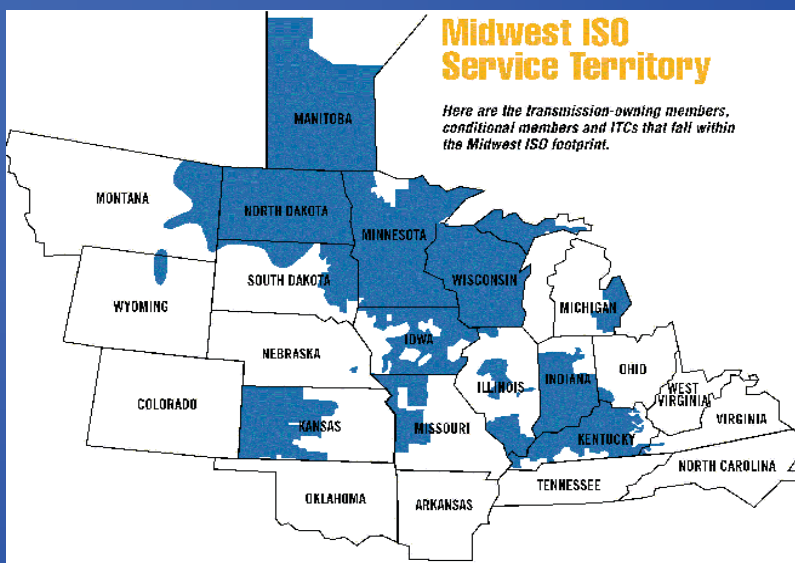 Midwest ISO
Service Territory
Here are the transmission-owning members,
conditional members and ITCs that fall within
the Midwest ISO footprint.
MANITOBA
MONTANA
NORTH DAKOTA
MINNESOTA
SOUTH DAKOTA
WISCONSIN
WYOMING
MICHIGAN
IOWA
NEBRASKA
ILLINOIS
INDIANA
OHIO
WEST
VIRGINIA
COLORADO
KANSAS
MISSOURI
VIRGINIA
KENTUCKY
NORTH CAROLINA
TENNESSEE
OKLAHOMA
ARKANSAS